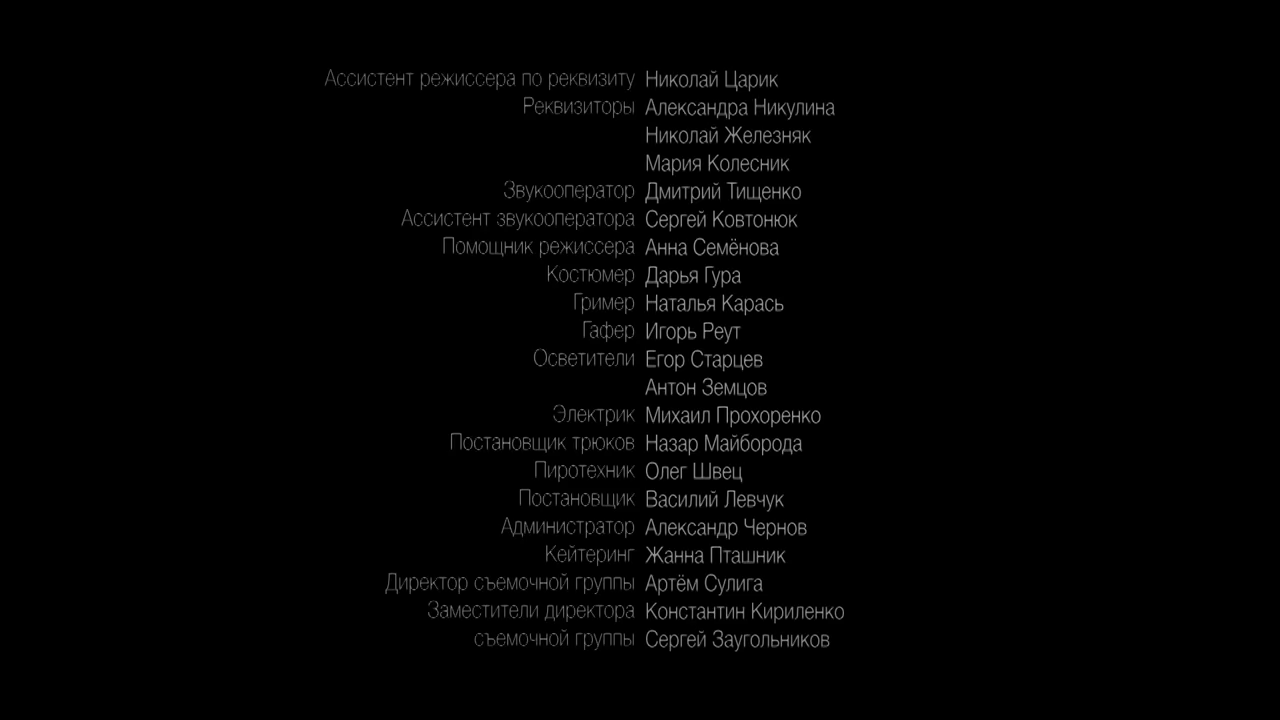 Ассистент режиссера по реквизиту Николай Царик
Реквизиторы Александра Никулина
Николай Железняк
Мария Колесник
Звукооператор Дмитрий Тищенко
Ассистент звукооператора Сергей Ковтонюк
Помощник режиссера Анна Семёнова
Костюмер Дарья Гура
Гример Наталья Карась
Гафер Игорь Реут
Осветители Егор Старцев
Антон Земцов
Электрик Михаил Прохоренко
Постановщик трюков Назар Майборода
Пиротехник Олег Швец
Постановщик Василий Левчук
Администратор Александр Чернов
Кейтеринг Жанна Пташник
Директор съемочной группы Артём Сулига
Заместители директора Константин Кириленко
съемочной группы Сергей Заугольников